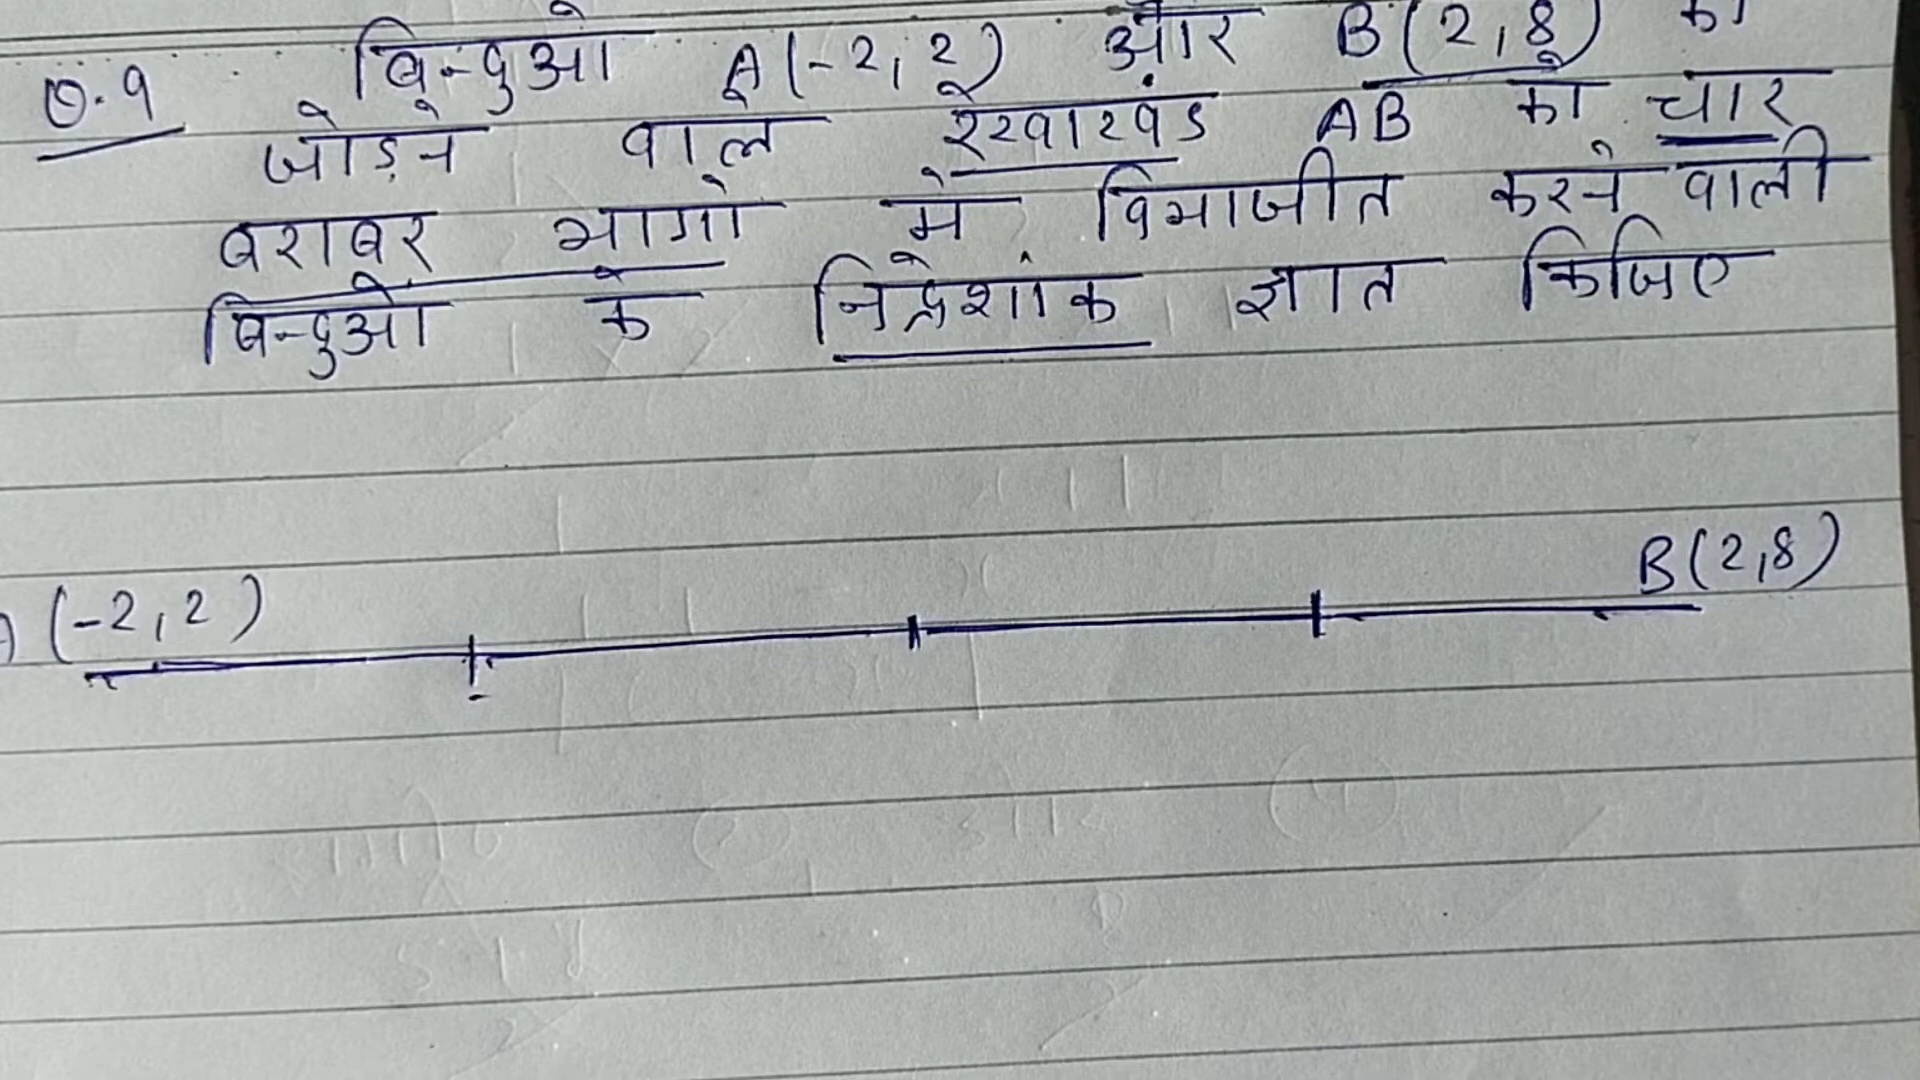 Q.9 बिन्दुओं A(-2,2) और B(2,8) को
जोड़ने वाले रेखाखंड AB को चार
बराबर भागो में विभाजीत करने वाली
बिन्दुओ के निर्देशांक ज्ञात किजिए
B(2,8)
A (-2,2)